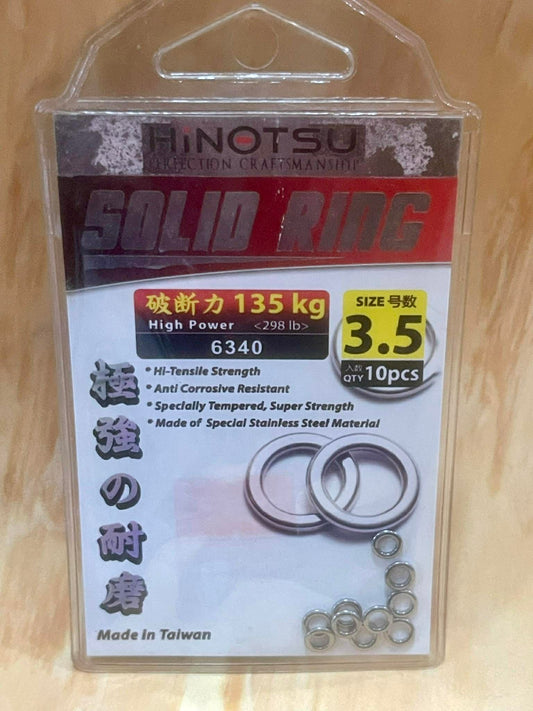 HiNOTSU
PERFECTION CRAFTSMANSHIP
SOLID RING
破断力 135 kg
High Power <298 lb>
6340
SIZE 号数
3.5
入数
QTY 10pcs
* Hi-Tensile Strength
* Anti Corrosive Resistant
* Specially Tempered, Super Strength
* Made of Special Stainless Steel Material
極強の耐磨
Made in Taiwan